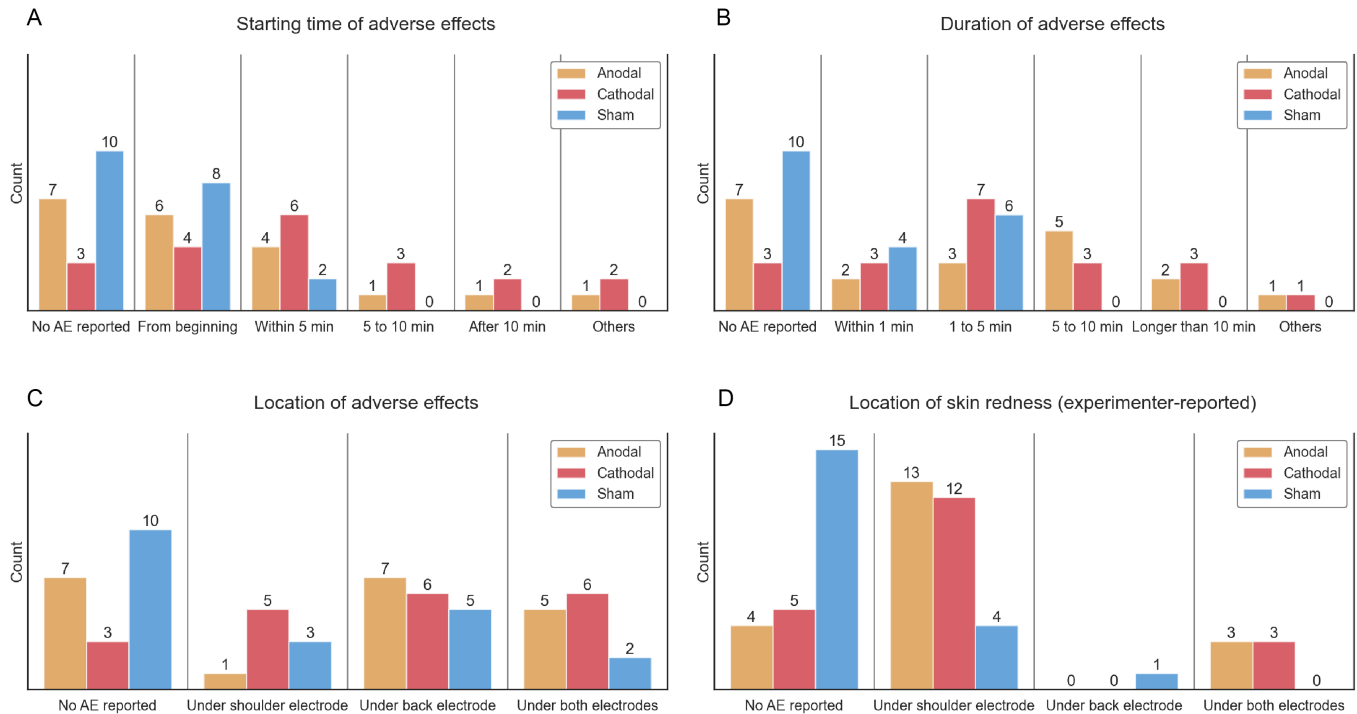 A
Starting time of adverse effects
Anodal
Cathodal
Sham
Count
7 3 10 6 4 8 4 6 2 1 3 0 1 2 0 1 2 0
No AE reported From beginning Within 5 min 5 to 10 min After 10 min Others
B
Duration of adverse effects
Anodal
Cathodal
Sham
Count
7 3 10 2 3 4 3 7 6 5 3 0 2 3 0 1 1 0
No AE reported Within 1 min 1 to 5 min 5 to 10 min Longer than 10 min Others
C
Location of adverse effects
Anodal
Cathodal
Sham
Count
7 3 10 1 5 3 7 6 5 5 6 2
No AE reported Under shoulder electrode Under back electrode Under both electrodes
D
Location of skin redness (experimenter-reported)
Anodal
Cathodal
Sham
Count
4 5 15 13 12 4 0 0 1 3 3 0
No AE reported Under shoulder electrode Under back electrode Under both electrodes